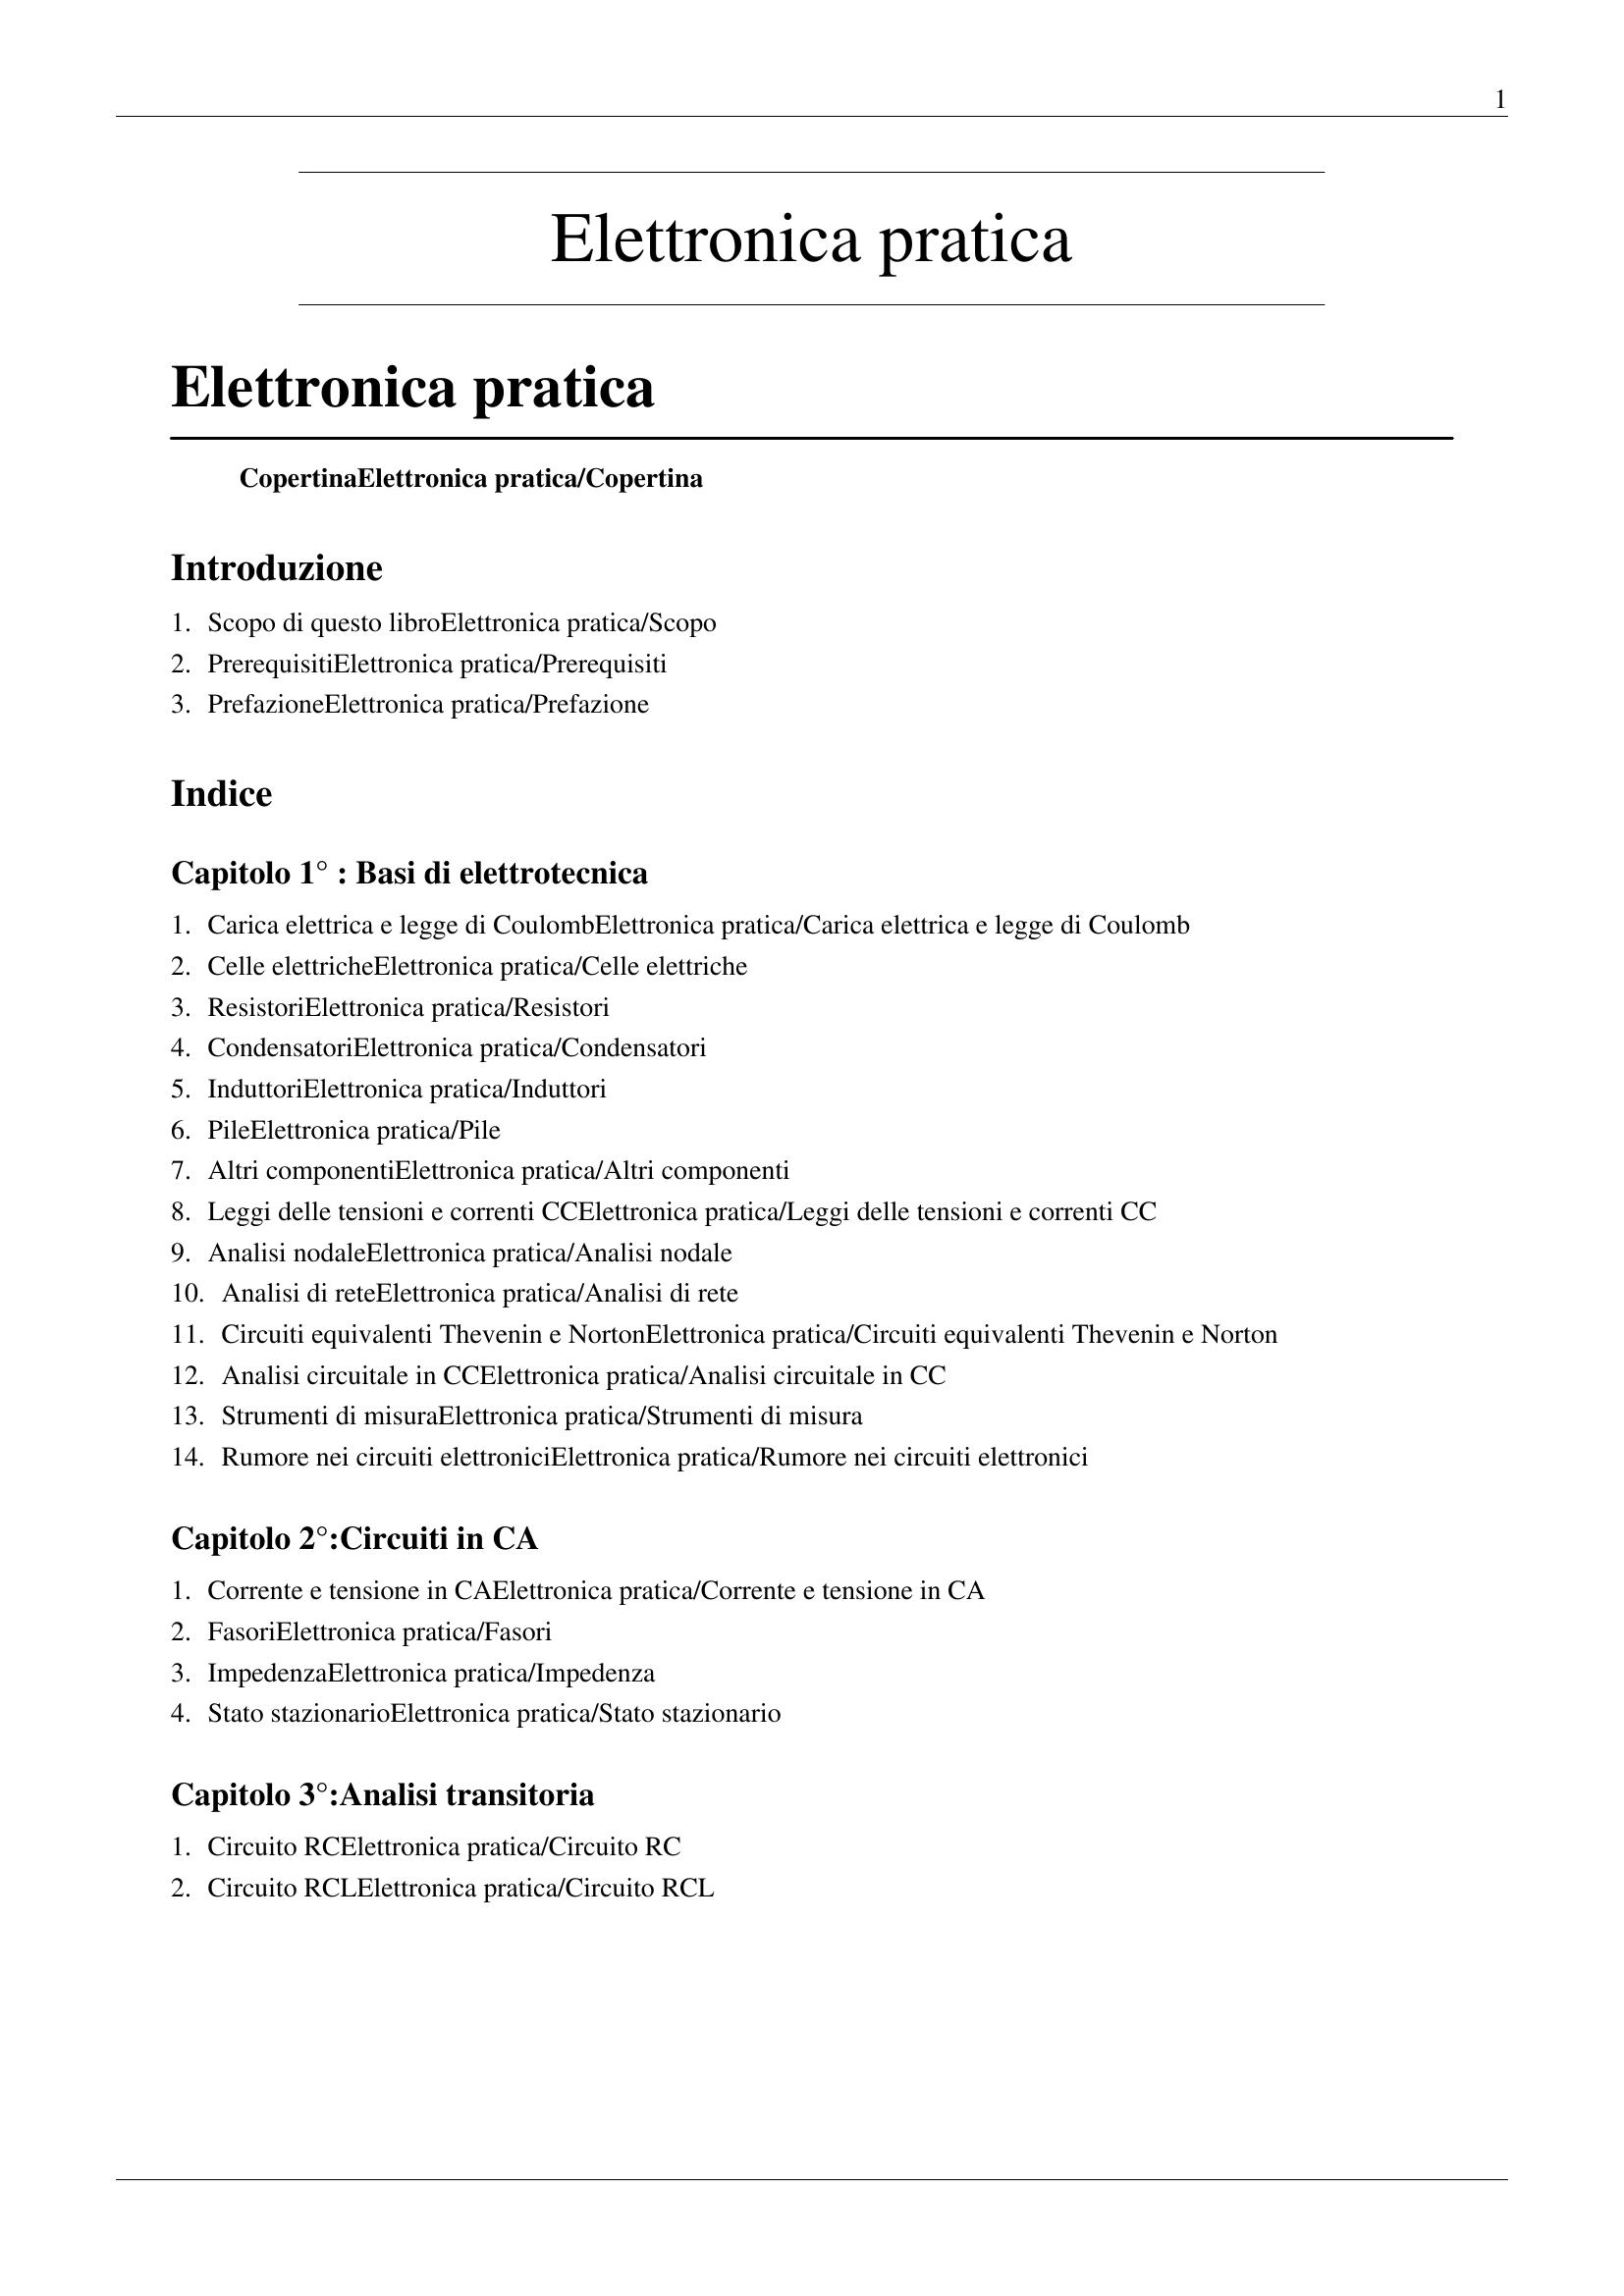 1
Elettronica pratica
Elettronica pratica
CopertinaElettronica pratica/Copertina
Introduzione
1. Scopo di questo libroElettronica pratica/Scopo
2. PrerequisitiElettronica pratica/Prerequisiti
3. PrefazioneElettronica pratica/Prefazione
Indice
Capitolo 1° : Basi di elettrotecnica
1. Carica elettrica e legge di CoulombElettronica pratica/Carica elettrica e legge di Coulomb
2. Celle elettricheElettronica pratica/Celle elettriche
3. ResistoriElettronica pratica/Resistori
4. CondensatoriElettronica pratica/Condensatori
5. InduttoriElettronica pratica/Induttori
6. PileElettronica pratica/Pile
7. Altri componentiElettronica pratica/Altri componenti
8. Leggi delle tensioni e correnti CCElettronica pratica/Leggi delle tensioni e correnti CC
9. Analisi nodaleElettronica pratica/Analisi nodale
10. Analisi di reteElettronica pratica/Analisi di rete
11. Circuiti equivalenti Thevenin e NortonElettronica pratica/Circuiti equivalenti Thevenin e Norton
12. Analisi circuitale in CCElettronica pratica/Analisi circuitale in CC
13. Strumenti di misuraElettronica pratica/Strumenti di misura
14. Rumore nei circuiti elettroniciElettronica pratica/Rumore nei circuiti elettronici
Capitolo 2°:Circuiti in CA
1. Corrente e tensione in CAElettronica pratica/Corrente e tensione in CA
2. FasoriElettronica pratica/Fasori
3. ImpedenzaElettronica pratica/Impedenza
4. Stato stazionarioElettronica pratica/Stato stazionario
Capitolo 3°:Analisi transitoria
1. Circuito RCElettronica pratica/Circuito RC
2. Circuito RCLElettronica pratica/Circuito RCL